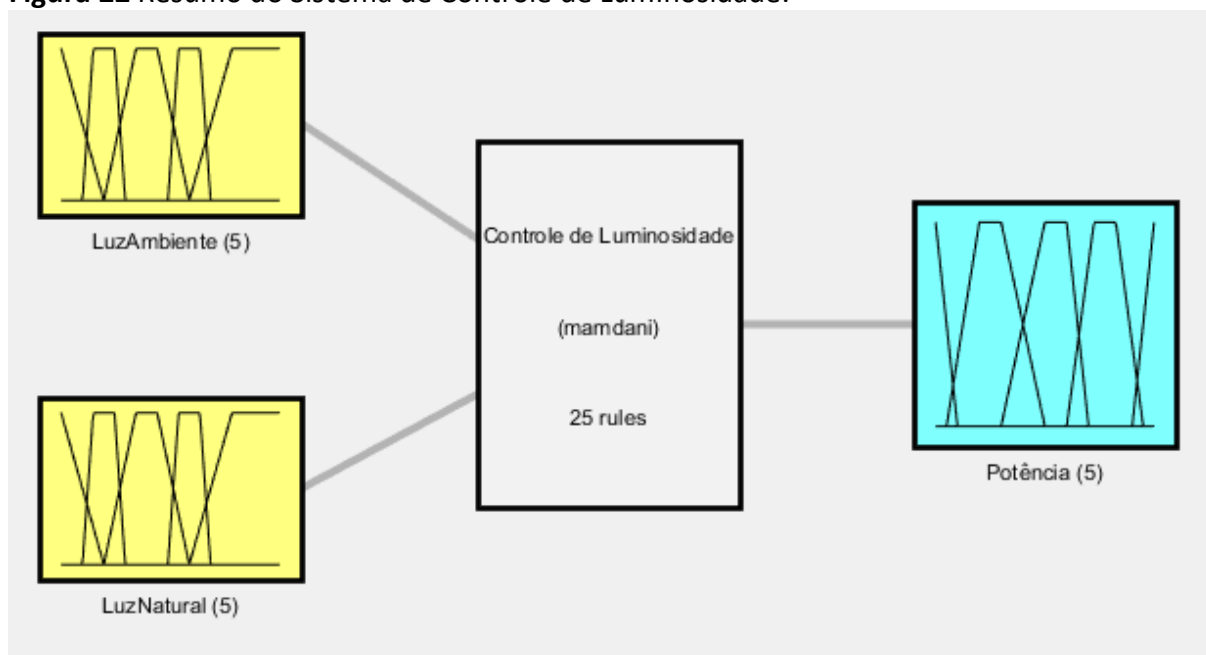 Figura 22 Resumo do Sistema de Controle de Luminosidade.
LuzAmbiente (5)
Controle de Luminosidade
(mamdani)
25 rules
Potência (5)
LuzNatural (5)